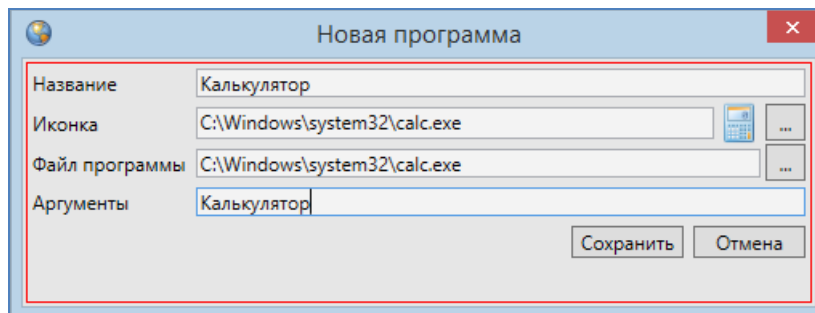 Новая программа
Название Калькулятор
Иконка C:\Windows\system32\calc.exe ...
Файл программы C:\Windows\system32\calc.exe ...
Аргументы Калькулятор
Сохранить Отмена